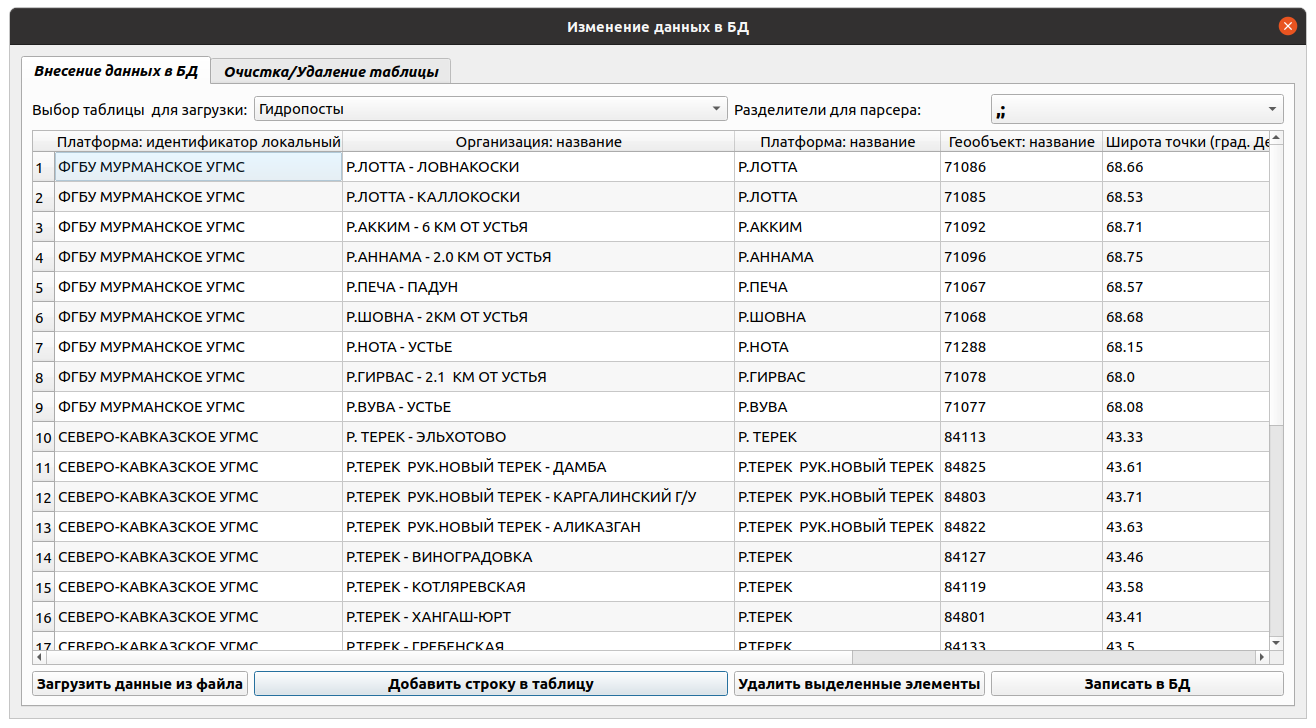 Изменение данных в БД
Внесение данных в БД Очистка/Удаление таблицы
Выбор таблицы для загрузки: Гидропосты Разделители для парсера: ,;
Платформа: идентификатор локальный Организация: название Платформа: название Геообъект: название Широта точки (град. Де
1 ФГБУ МУРМАНСКОЕ УГМС Р.ЛОТТА - ЛОВНАКОСКИ Р.ЛОТТА 71086 68.66
2 ФГБУ МУРМАНСКОЕ УГМС Р.ЛОТТА - КАЛЛОКОСКИ Р.ЛОТТА 71085 68.53
3 ФГБУ МУРМАНСКОЕ УГМС Р.АККИМ - 6 КМ ОТ УСТЬЯ Р.АККИМ 71092 68.71
4 ФГБУ МУРМАНСКОЕ УГМС Р.АННАМА - 2.0 КМ ОТ УСТЬЯ Р.АННАМА 71096 68.75
5 ФГБУ МУРМАНСКОЕ УГМС Р.ПЕЧА - ПАДУН Р.ПЕЧА 71067 68.57
6 ФГБУ МУРМАНСКОЕ УГМС Р.ШОВНА - 2КМ ОТ УСТЬЯ Р.ШОВНА 71068 68.68
7 ФГБУ МУРМАНСКОЕ УГМС Р.НОТА - УСТЬЕ Р.НОТА 71288 68.15
8 ФГБУ МУРМАНСКОЕ УГМС Р.ГИРВАС - 2.1 КМ ОТ УСТЬЯ Р.ГИРВАС 71078 68.0
9 ФГБУ МУРМАНСКОЕ УГМС Р.ВУВА - УСТЬЕ Р.ВУВА 71077 68.08
10 СЕВЕРО-КАВКАЗСКОЕ УГМС Р. ТЕРЕК - ЭЛЬХОТОВО Р. ТЕРЕК 84113 43.33
11 СЕВЕРО-КАВКАЗСКОЕ УГМС Р.ТЕРЕК РУК.НОВЫЙ ТЕРЕК - ДАМБА Р.ТЕРЕК РУК.НОВЫЙ ТЕРЕК 84825 43.61
12 СЕВЕРО-КАВКАЗСКОЕ УГМС Р.ТЕРЕК РУК.НОВЫЙ ТЕРЕК - КАРГАЛИНСКИЙ Г/У Р.ТЕРЕК РУК.НОВЫЙ ТЕРЕК 84803 43.71
13 СЕВЕРО-КАВКАЗСКОЕ УГМС Р.ТЕРЕК РУК.НОВЫЙ ТЕРЕК - АЛИКАЗГАН Р.ТЕРЕК РУК.НОВЫЙ ТЕРЕК 84822 43.63
14 СЕВЕРО-КАВКАЗСКОЕ УГМС Р.ТЕРЕК - ВИНОГРАДОВКА Р.ТЕРЕК 84127 43.46
15 СЕВЕРО-КАВКАЗСКОЕ УГМС Р.ТЕРЕК - КОТЛЯРЕВСКАЯ Р.ТЕРЕК 84119 43.58
16 СЕВЕРО-КАВКАЗСКОЕ УГМС Р.ТЕРЕК - ХАНГАШ-ЮРТ Р.ТЕРЕК 84801 43.41
17 СЕВЕРО-КАВКАЗСКОЕ УГМС Р.ТЕРЕК - ГРЕБЕНСКАЯ Р.ТЕРЕК 84133 43.5
Загрузить данные из файла Добавить строку в таблицу Удалить выделенные элементы Записать в БД